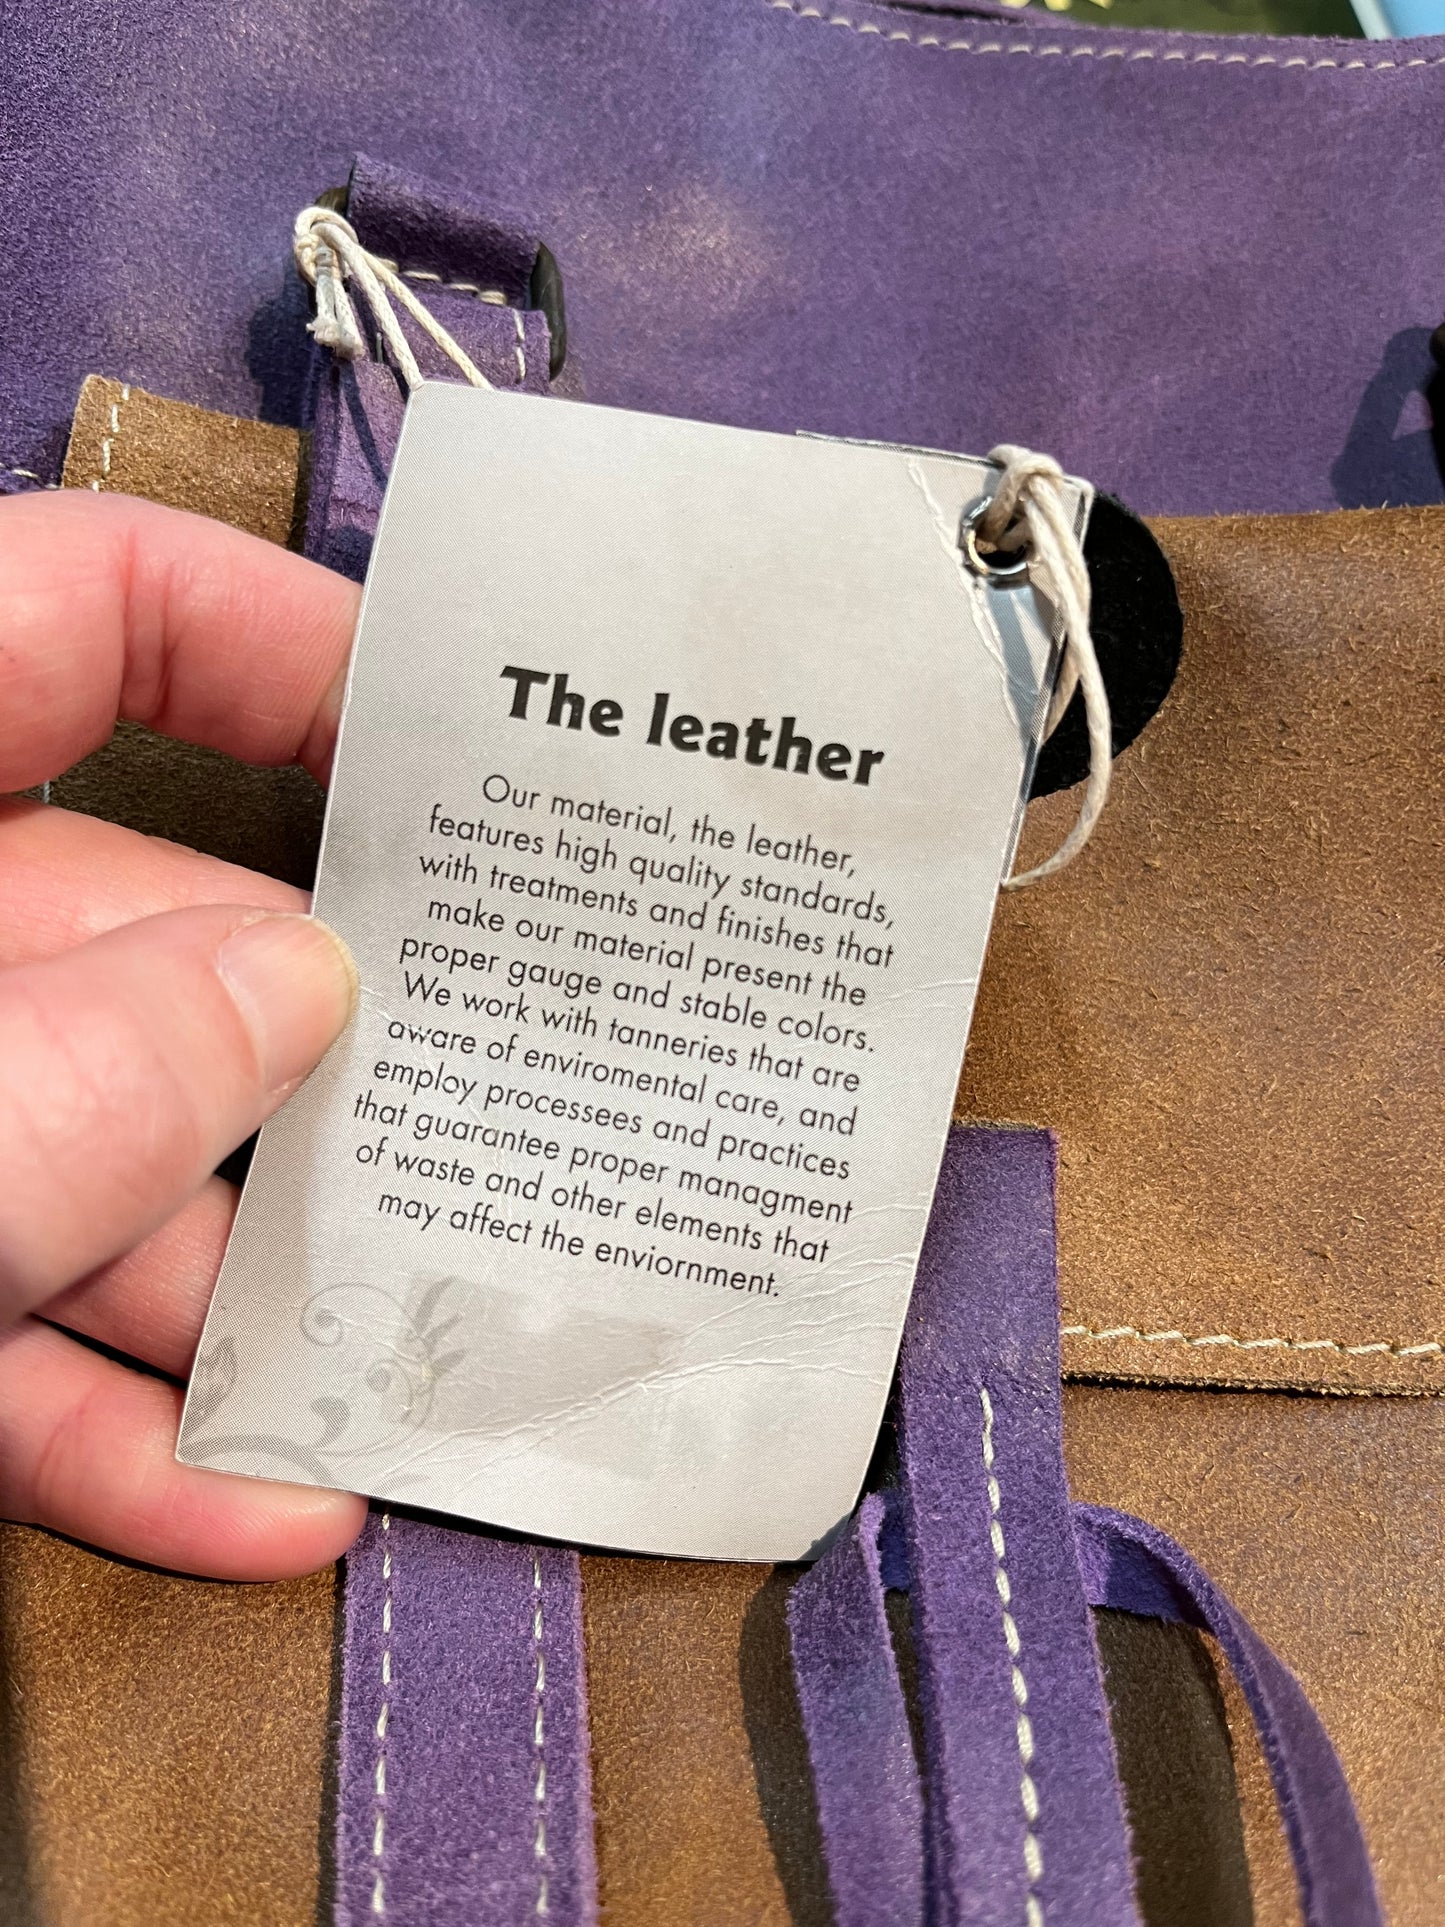 The leather
Our material, the leather,
features high quality standards,
with treatments and finishes that
make our material present the
proper gauge and stable colors.
We work with tanneries that are
aware of enviromental care, and
employ processees and practices
that guarantee proper managment
of waste and other elements that
may affect the enviornment.